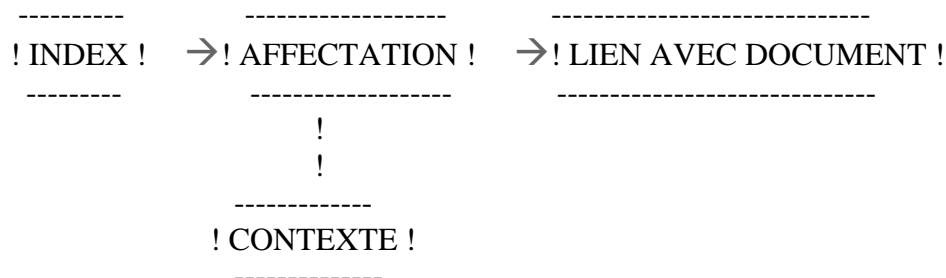 ----------          -------------------          ------------------------------
! INDEX !   →! AFFECTATION !   →! LIEN AVEC DOCUMENT !
---------            -------------------          ------------------------------
!
!
-------------
! CONTEXTE !
--------------